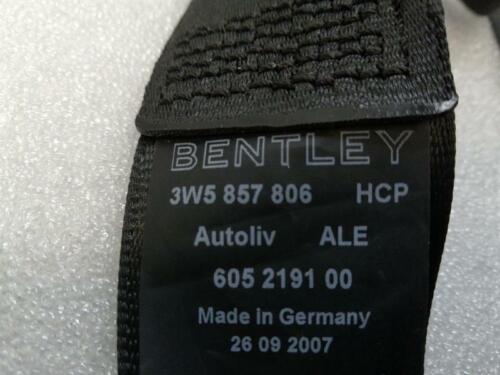 BENTLEY
3W5 857 806 HCP
Autoliv ALE
605 2191 00
Made in Germany
26 09 2007